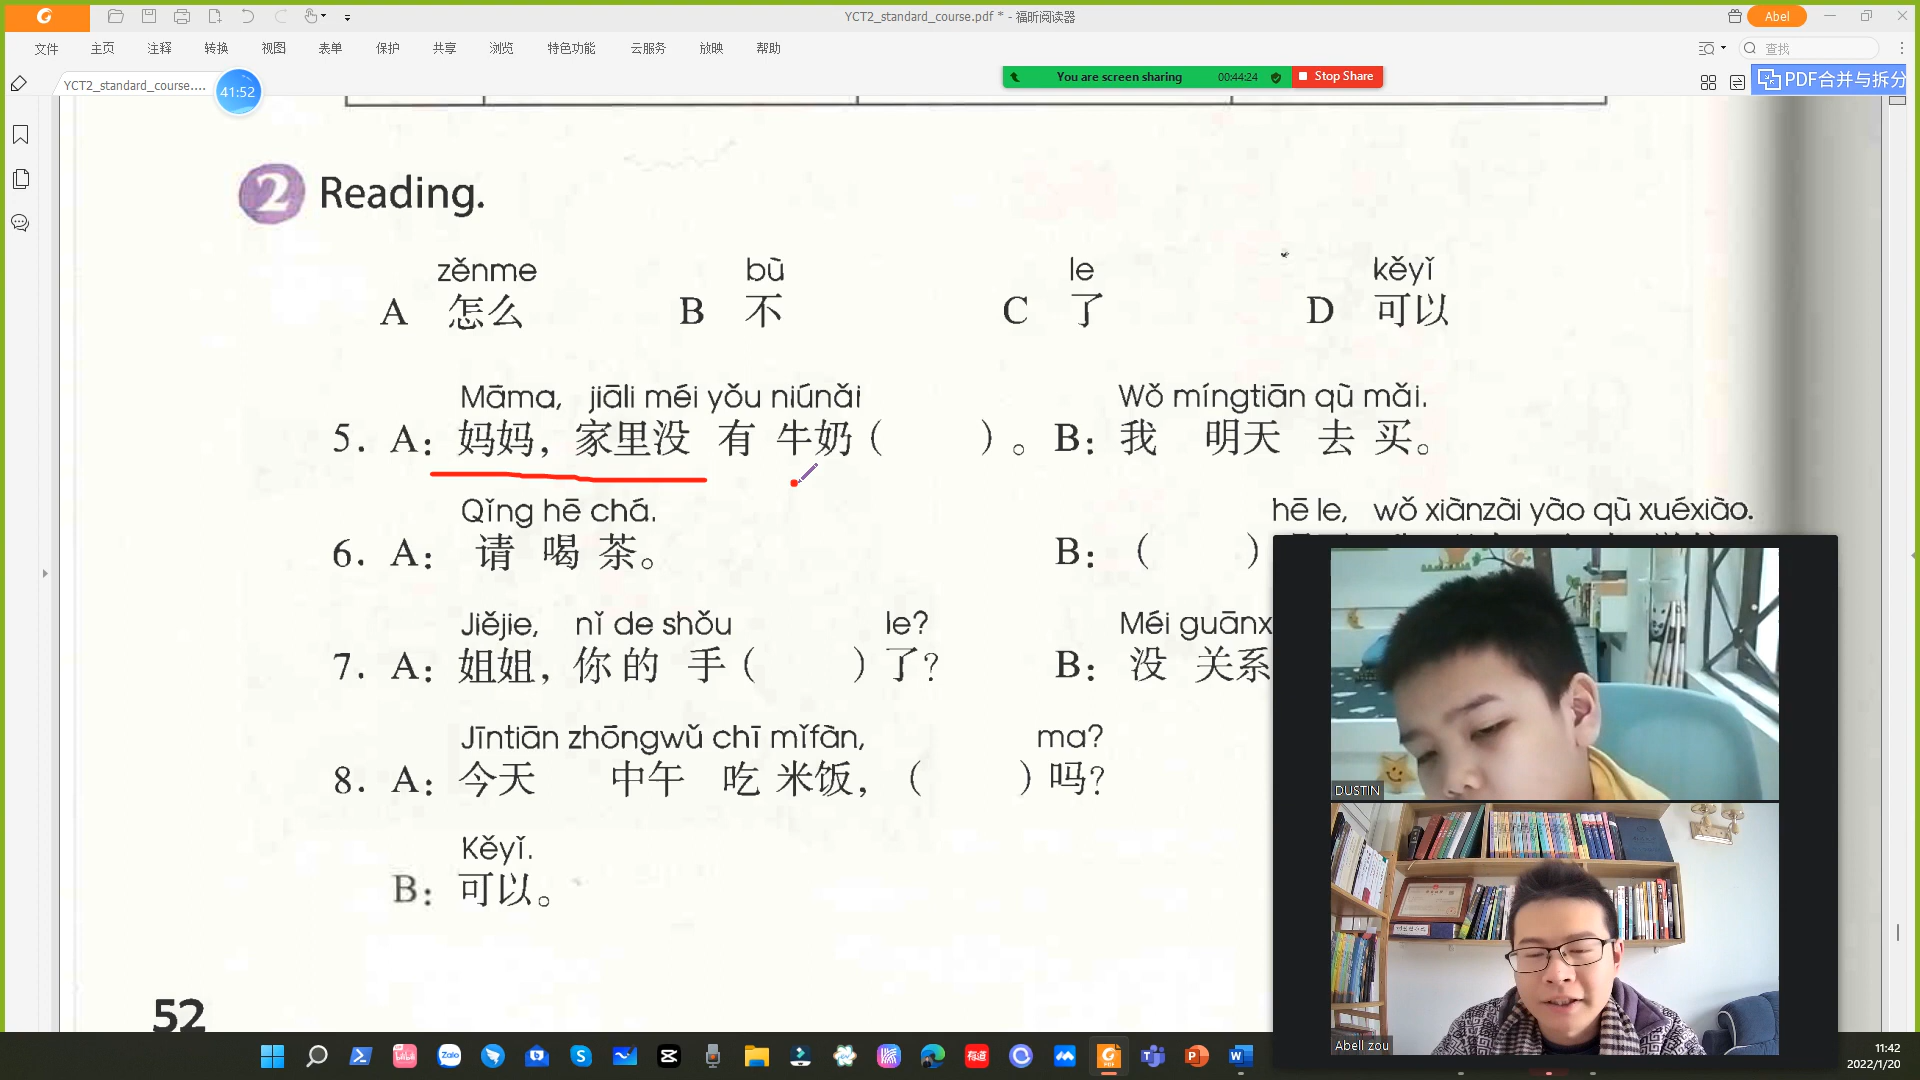 YCT2_standard_course.pdf * - 福昕阅读器
Abel
文件 主页 注释 转换 视图 表单 保护 共享 浏览 特色功能 云服务 放映 帮助
查找
YCT2_standard_course....
41:52
You are screen sharing 00:44:24 Stop Share
PDF合并与拆分
2 Reading.
zěnme bù le kěyǐ
A 怎么 B 不 C 了 D 可以
Māma, jiāli méi yǒu niúnǎi Wǒ míngtiān qù mǎi.
5. A: 妈妈，家里没 有 牛奶（ ）。 B: 我 明天 去 买。
Qǐng hē chá. hē le, wǒ xiànzài yào qù xuéxiào.
6. A: 请 喝 茶。 B:（ ）
Jiějie, nǐ de shǒu le? Méi guānx
7. A: 姐姐，你 的 手（ ）了？ B: 没 关系
Jīntiān zhōngwǔ chī mǐfàn, ma?
8. A: 今天 中午 吃 米饭，（ ）吗？
Kěyǐ.
B: 可以。
52
DUSTIN
Abell zou
Zalo
有道
11:42
2022/1/20